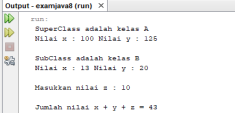 Output - examjava8 (run)
run:
SuperClass adalah kelas A
Nilai x : 100 Nilai y : 125
SubClass adalah kelas B
Nilai x : 13 Nilai y : 20
Masukkan nilai z : 10
Jumlah nilai x + y + z = 43